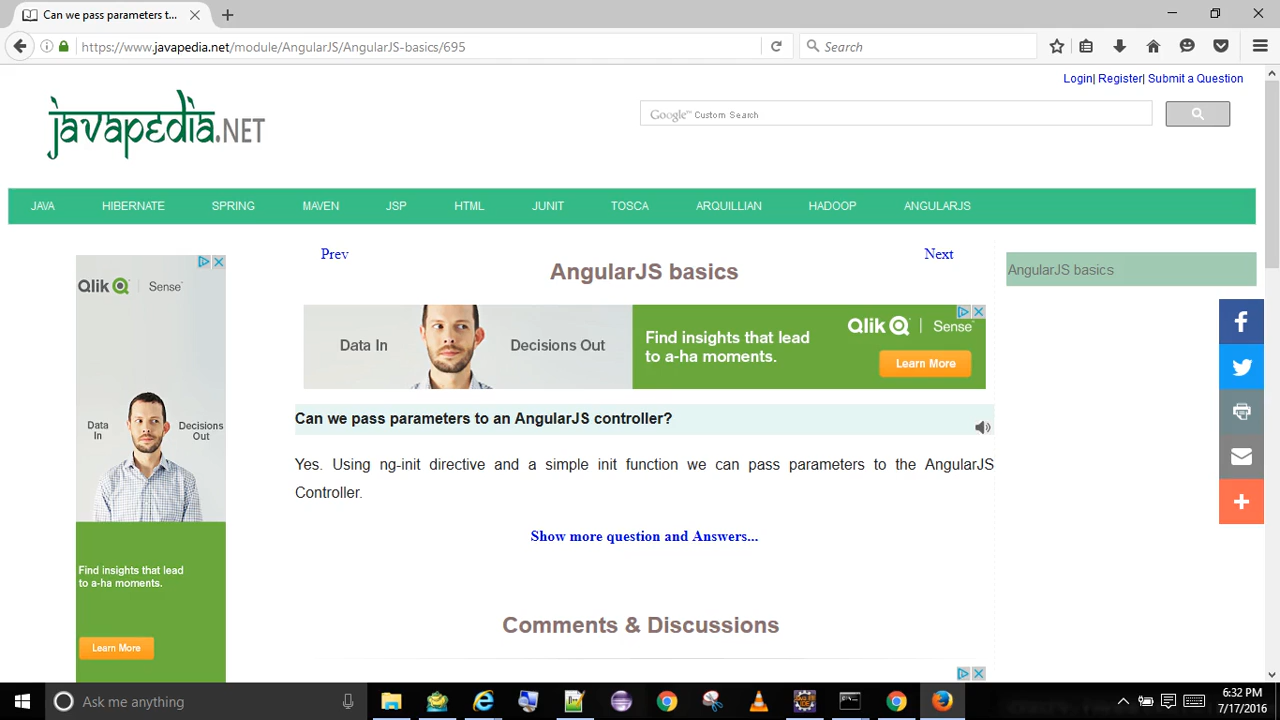 Can we pass parameters t...
https://www.javapedia.net/module/AngularJS/AngularJS-basics/695
Search
Login| Register| Submit a Question
javapedia.NET
Google™ Custom Search
JAVA HIBERNATE SPRING MAVEN JSP HTML JUNIT TOSCA ARQUILLIAN HADOOP ANGULARJS
Prev
Next
AngularJS basics
AngularJS basics
Qlik Sense
Data In
Decisions Out
Find insights that lead
to a-ha moments.
Learn More
Qlik Sense
Data
In
Decisions
Out
Find insights that lead
to a-ha moments.
Learn More
Can we pass parameters to an AngularJS controller?
Yes. Using ng-init directive and a simple init function we can pass parameters to the AngularJS
Controller.
Show more question and Answers...
Comments & Discussions
Ask me anything
6:32 PM
7/17/2016